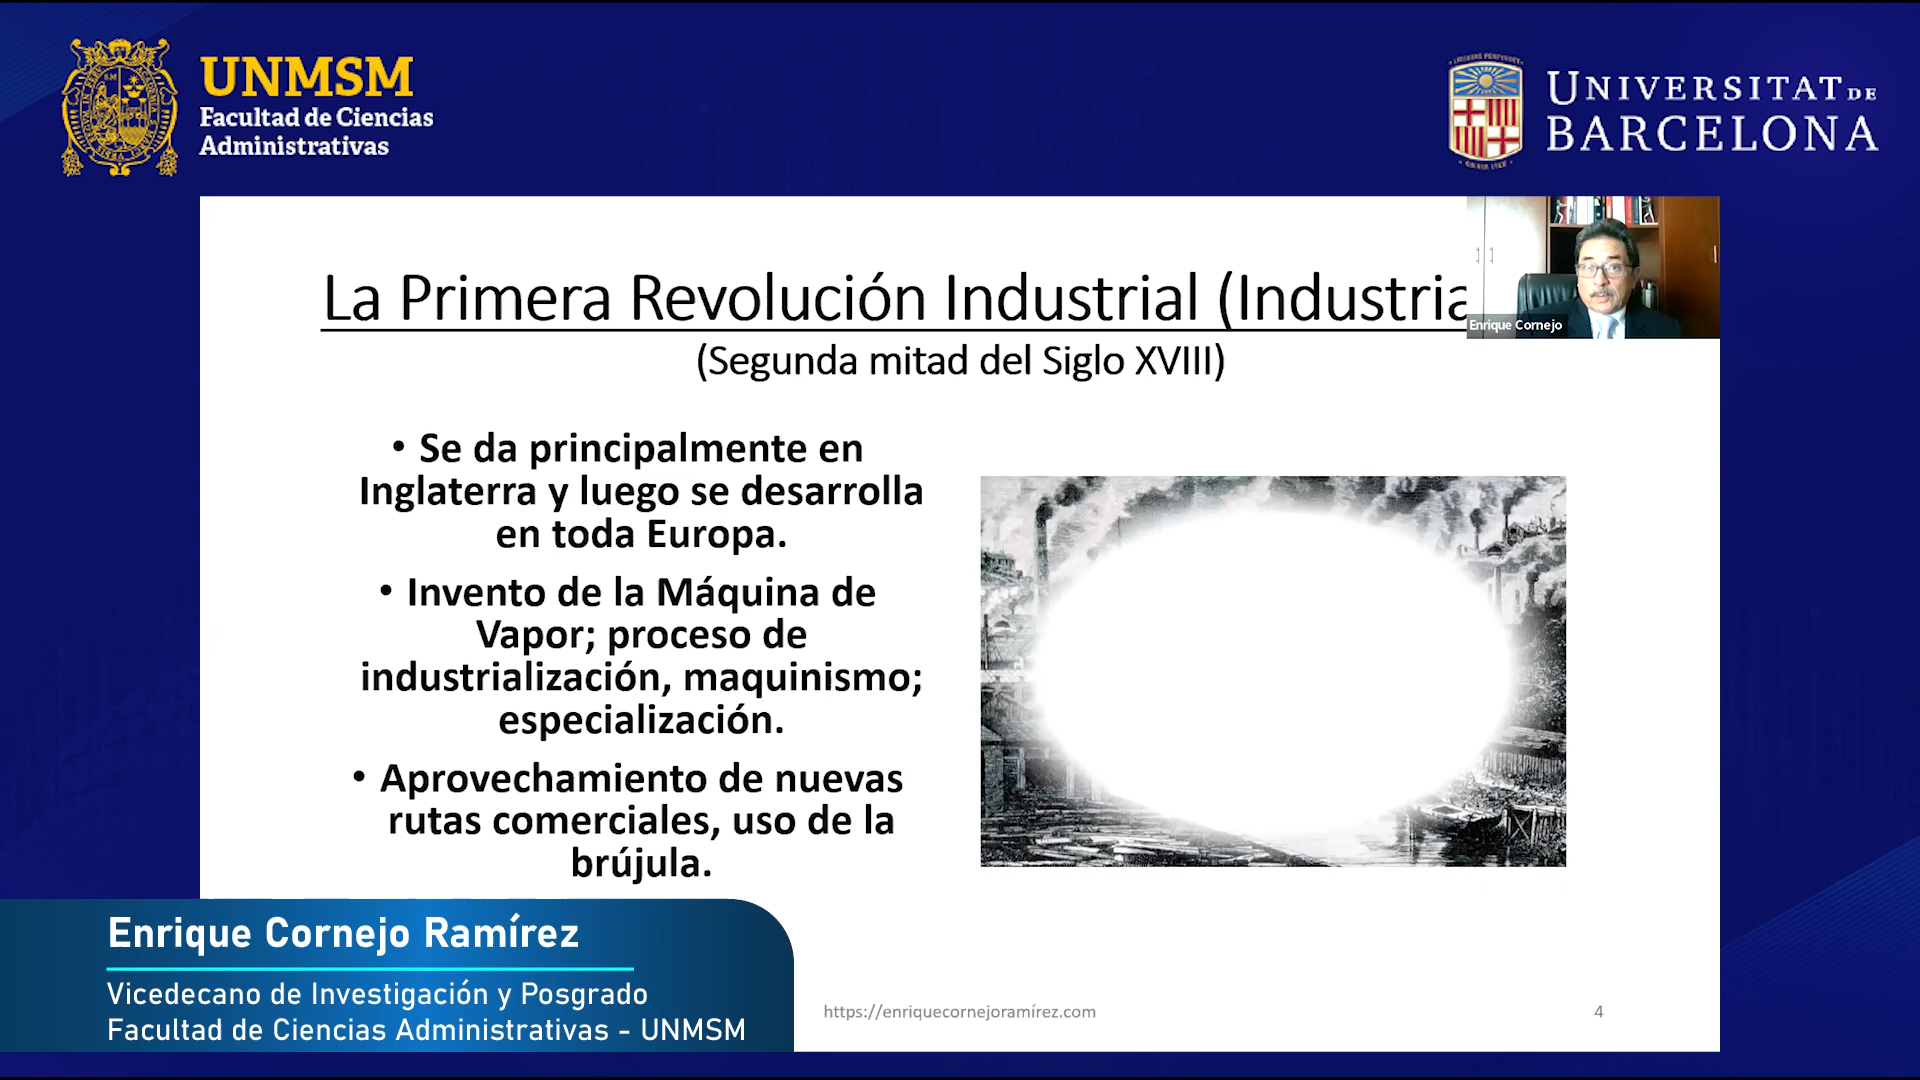 UNMSM
Facultad de Ciencias
Administrativas
UNIVERSITAT DE
BARCELONA
La Primera Revolución Industrial (Industria
(Segunda mitad del Siglo XVIII)
Enrique Cornejo
• Se da principalmente en
Inglaterra y luego se desarrolla
en toda Europa.
• Invento de la Máquina de
Vapor; proceso de
industrialización, maquinismo;
especialización.
• Aprovechamiento de nuevas
rutas comerciales, uso de la
brújula.
Enrique Cornejo Ramírez
Vicedecano de Investigación y Posgrado
Facultad de Ciencias Administrativas - UNMSM
https://enriquecornejoramírez.com
4